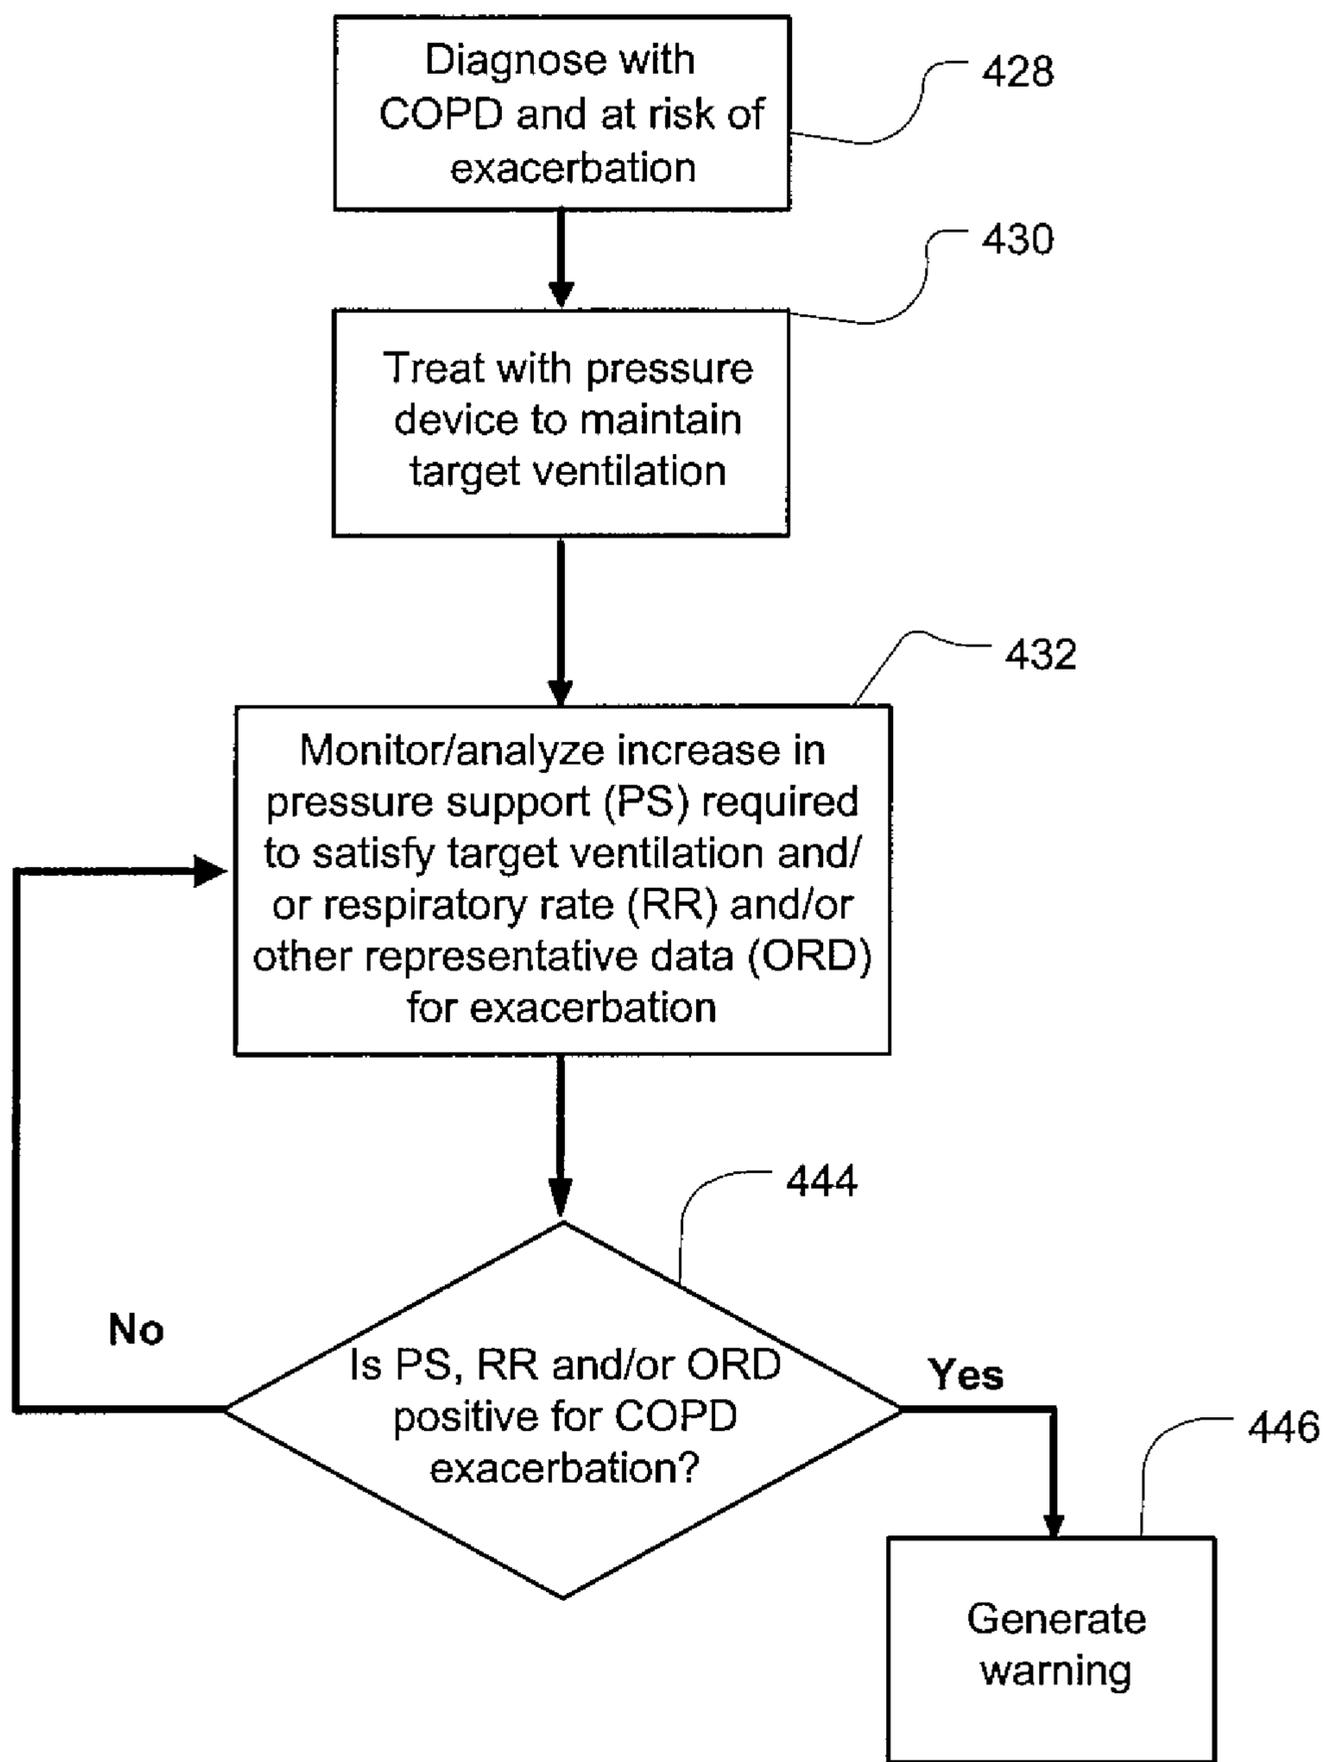 Diagnose with
COPD and at risk of
exacerbation
428
430
Treat with pressure
device to maintain
target ventilation
432
Monitor/analyze increase in
pressure support (PS) required
to satisfy target ventilation and/
or respiratory rate (RR) and/or
other representative data (ORD)
for exacerbation
444
No
Is PS, RR and/or ORD
positive for COPD
exacerbation?
Yes
446
Generate
warning